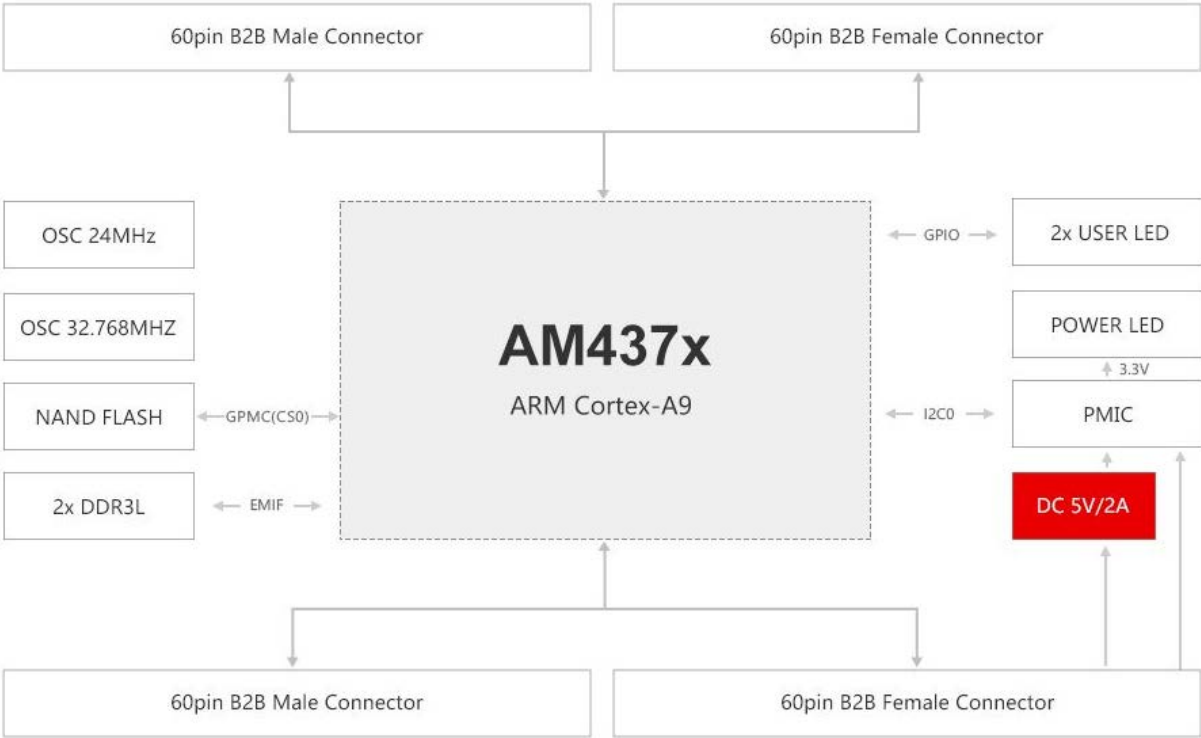 60pin B2B Male Connector
60pin B2B Female Connector
OSC 24MHz
GPIO
2x USER LED
OSC 32.768MHZ
AM437x
POWER LED
ARM Cortex-A9
3.3V
NAND FLASH
GPMC(CS0)
I2C0
PMIC
2x DDR3L
EMIF
DC 5V/2A
60pin B2B Male Connector
60pin B2B Female Connector